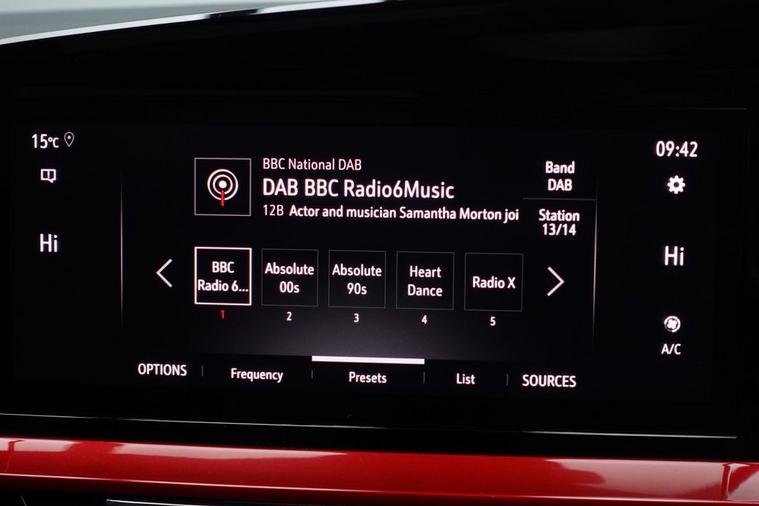 15°C
BBC National DAB
DAB BBC Radio6Music
12B Actor and musician Samantha Morton joi
Band
DAB
Station
13/14
09:42
Hi
Hi
BBC
Radio 6...
1
Absolute
00s
2
Absolute
90s
3
Heart
Dance
4
Radio X
5
A/C
OPTIONS
Frequency
Presets
List
SOURCES